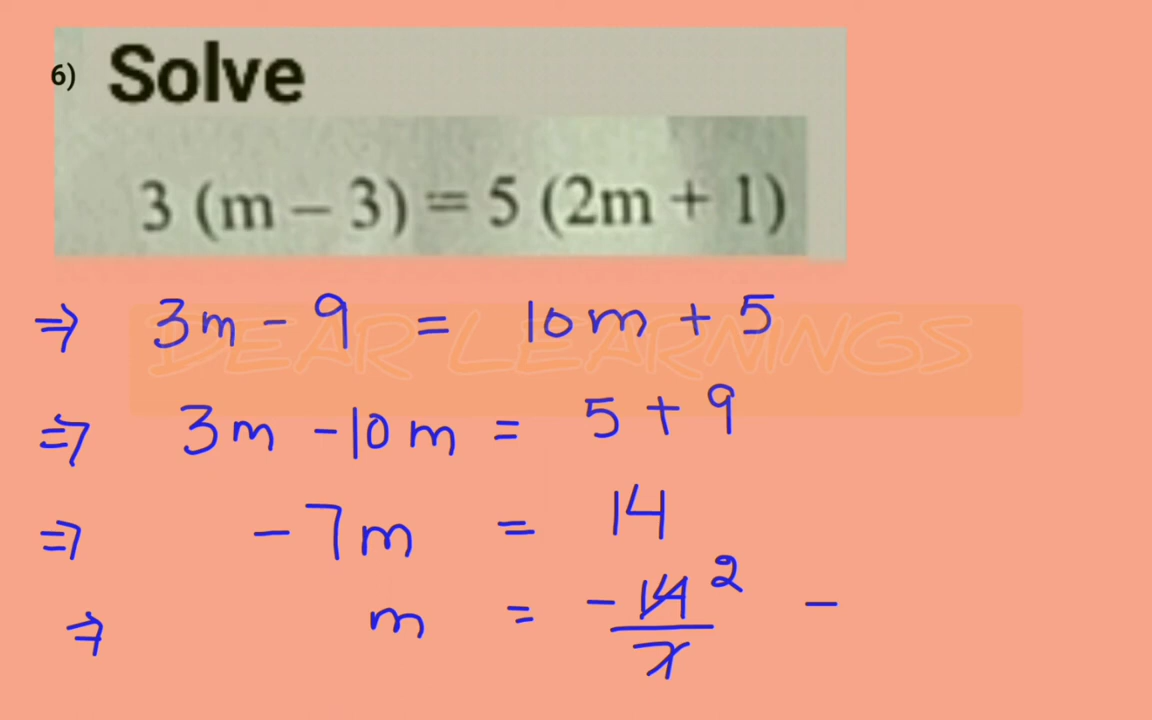 6) Solve
3 (m – 3) = 5 (2m + 1)
⇒ 3m - 9 = 10m + 5
DEAR LEARNINGS
⇒ 3m - 10m = 5 + 9
⇒ - 7m = 14
⇒ m = - 14/7 2 -